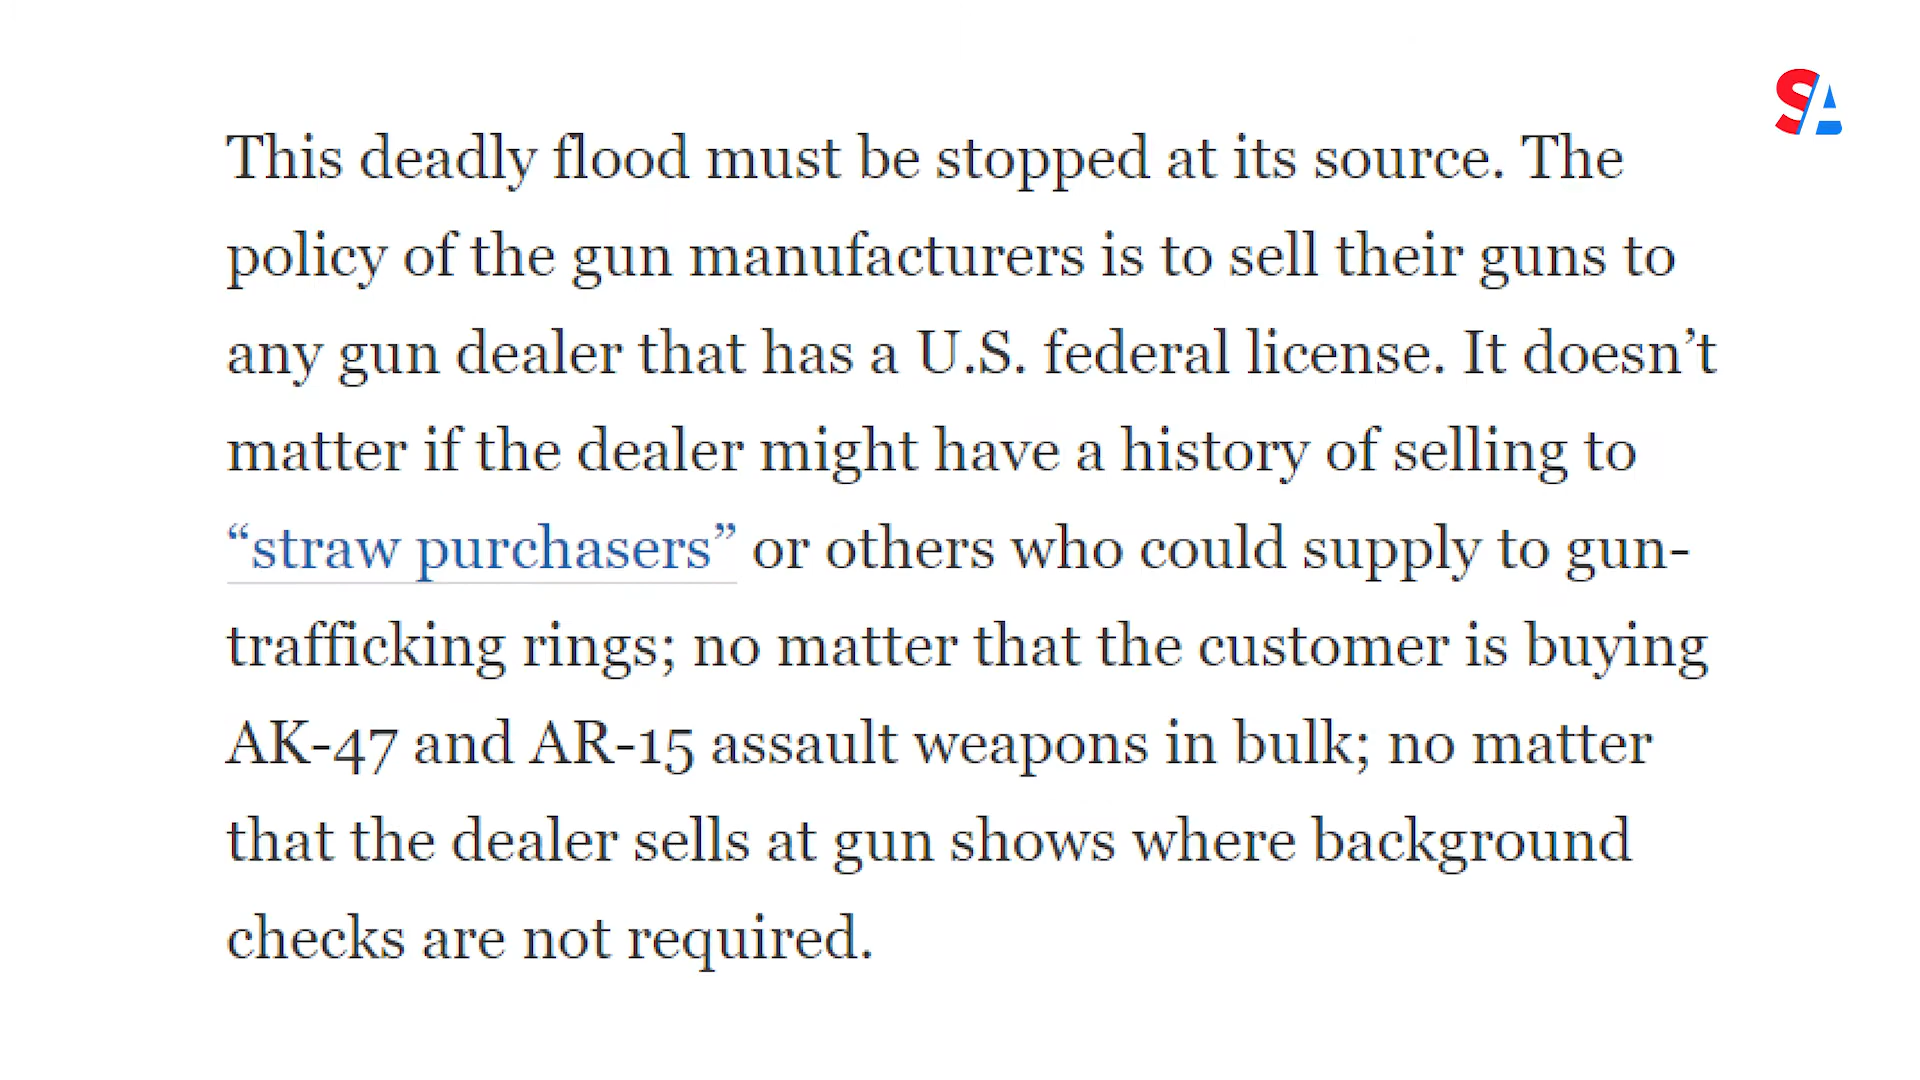 SA
This deadly flood must be stopped at its source. The
policy of the gun manufacturers is to sell their guns to
any gun dealer that has a U.S. federal license. It doesn’t
matter if the dealer might have a history of selling to
“straw purchasers” or others who could supply to gun-
trafficking rings; no matter that the customer is buying
AK-47 and AR-15 assault weapons in bulk; no matter
that the dealer sells at gun shows where background
checks are not required.